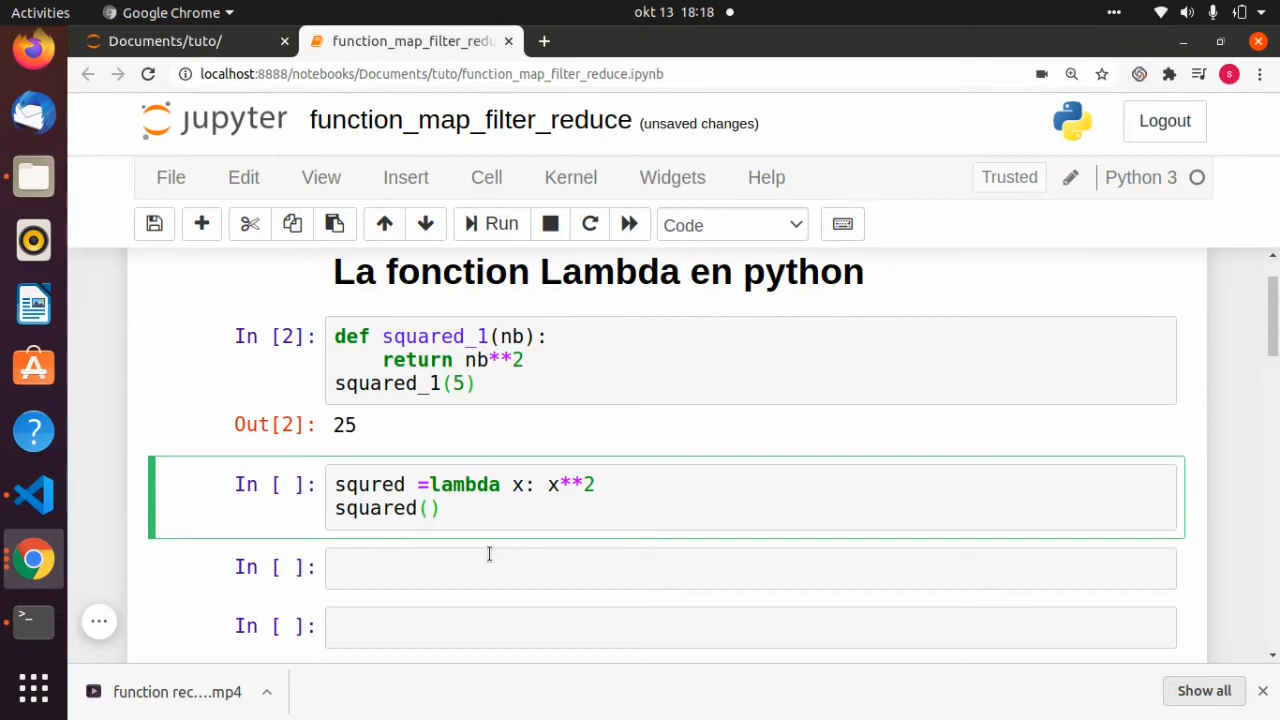 Activities Google Chrome okt 13 18:18
Documents/tuto/ function_map_filter_redu
localhost:8888/notebooks/Documents/tuto/function_map_filter_reduce.ipynb s
jupyter function_map_filter_reduce (unsaved changes) Logout
File Edit View Insert Cell Kernel Widgets Help Trusted Python 3
Run Code
La fonction Lambda en python
In [2]: def squared_1(nb):
return nb**2
squared_1(5)
Out[2]: 25
In [ ]: squred =lambda x: x**2
squared()
In [ ]:
In [ ]:
function rec....mp4 Show all